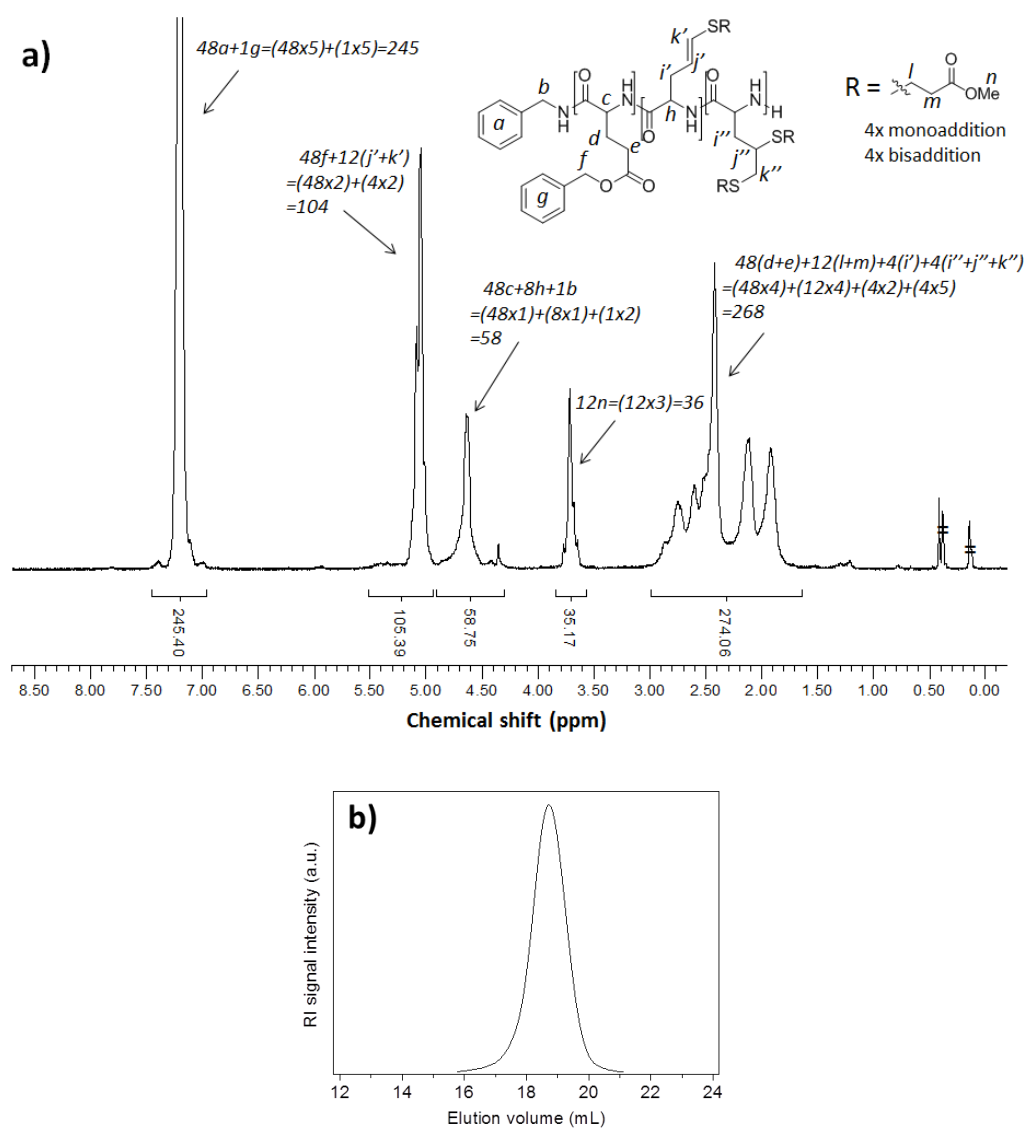 a)
48a+1g=(48x5)+(1x5)=245
48f+12(j'+k')
=(48x2)+(4x2)
=104
48c+8h+1b
=(48x1)+(8x1)+(1x2)
=58
12n=(12x3)=36
48(d+e)+12(l+m)+4(i')+4(i''+j''+k'')
=(48x4)+(12x4)+(4x2)+(4x5)
=268
SR
k'
j'
i'
O
O
O
b
c
H
N
H
N
H
N
H
N
H
O
h
a
d
e
i''
SR
j''
k''
RS
f
O
O
g
R =
l
m
O
n
OMe
4x monoaddition
4x bisaddition
245.40
105.39
58.75
35.17
274.06
8.50 8.00 7.50 7.00 6.50 6.00 5.50 5.00 4.50 4.00 3.50 3.00 2.50 2.00 1.50 1.00 0.50 0.00
Chemical shift (ppm)
b)
RI signal intensity (a.u.)
12 14 16 18 20 22 24
Elution volume (mL)